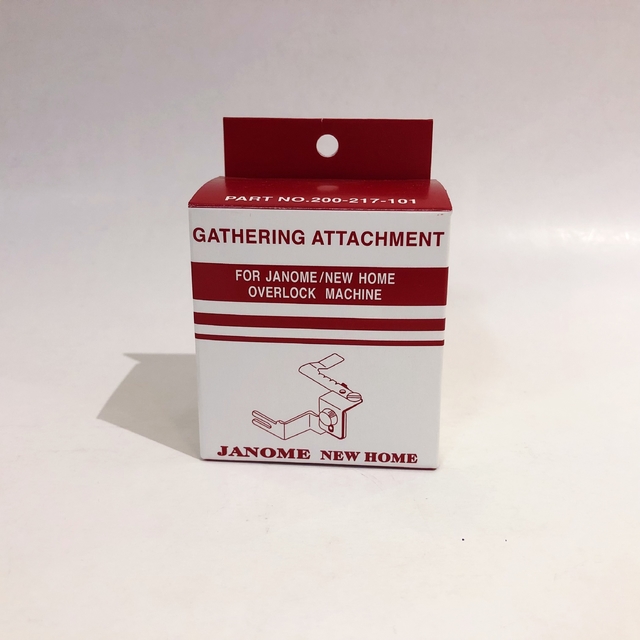 PART NO.200-217-101
GATHERING ATTACHMENT
FOR JANOME/NEW HOME
OVERLOCK MACHINE
JANOME NEW HOME